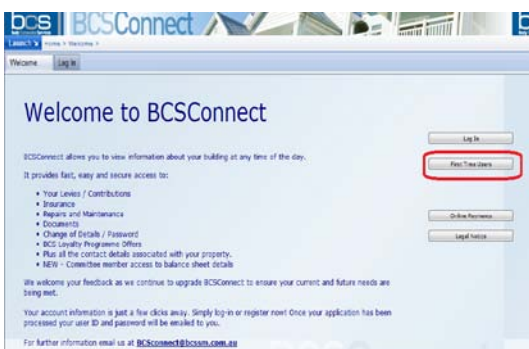 bcs BCSConnect
Launch Home > Welcome >
Welcome Log In
Welcome to BCSConnect
Log In
BCSConnect allows you to view information about your building at any time of the day.
First Time Users
It provides fast, easy and secure access to:
• Your Levies / Contributions
• Insurance
• Repairs and Maintenance
• Documents
Online Payments
• Change of Details / Password
• BCS Loyalty Programme Offers
Legal Notice
• Plus all the contact details associated with your property.
• NEW - Committee member access to balance sheet details
We welcome your feedback as we continue to upgrade BCSConnect to ensure your current and future needs are
being met.
Your account information is just a few clicks away. Simply log-in or register now! Once your application has been
processed your user ID and password will be emailed to you.
For further information email us at BCSconnect@bcssm.com.au